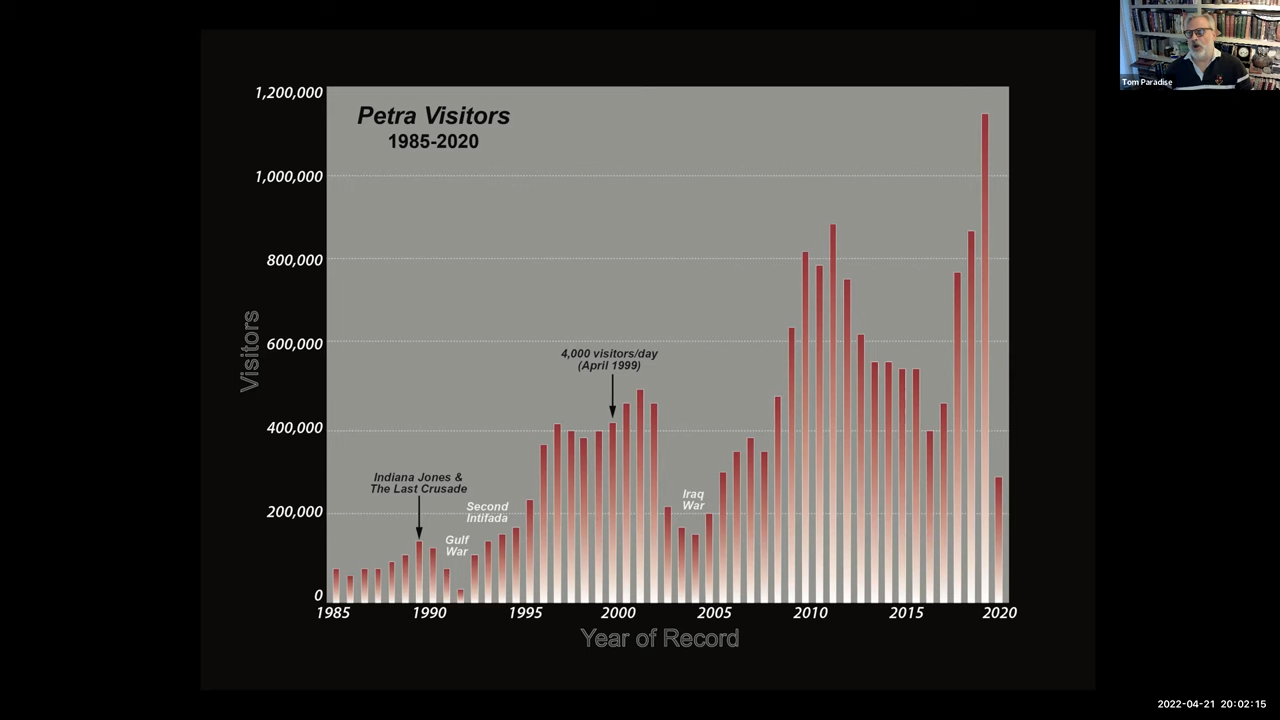 Tom Paradise
Petra Visitors
1985-2020
1,200,000
1,000,000
800,000
600,000
400,000
200,000
0
Visitors
4,000 visitors/day
(April 1999)
Indiana Jones &
The Last Crusade
Second
Intifada
Gulf
War
Iraq
War
1985 1990 1995 2000 2005 2010 2015 2020
Year of Record
2022-04-21 20:02:15